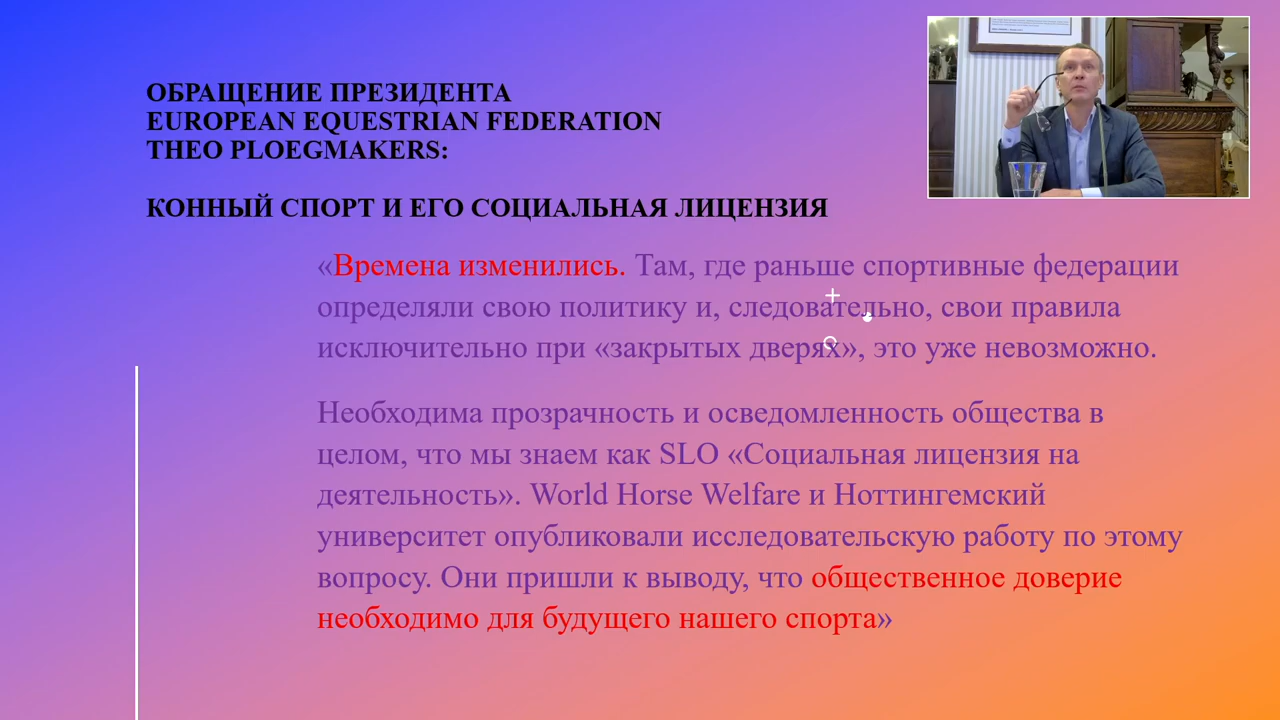 ОБРАЩЕНИЕ ПРЕЗИДЕНТА
EUROPEAN EQUESTRIAN FEDERATION
THEO PLOEGMAKERS:
КОННЫЙ СПОРТ И ЕГО СОЦИАЛЬНАЯ ЛИЦЕНЗИЯ
«Времена изменились. Там, где раньше спортивные федерации
определяли свою политику и, следовательно, свои правила
исключительно при «закрытых дверях», это уже невозможно.
Необходима прозрачность и осведомленность общества в
целом, что мы знаем как SLO «Социальная лицензия на
деятельность». World Horse Welfare и Ноттингемский
университет опубликовали исследовательскую работу по этому
вопросу. Они пришли к выводу, что общественное доверие
необходимо для будущего нашего спорта»